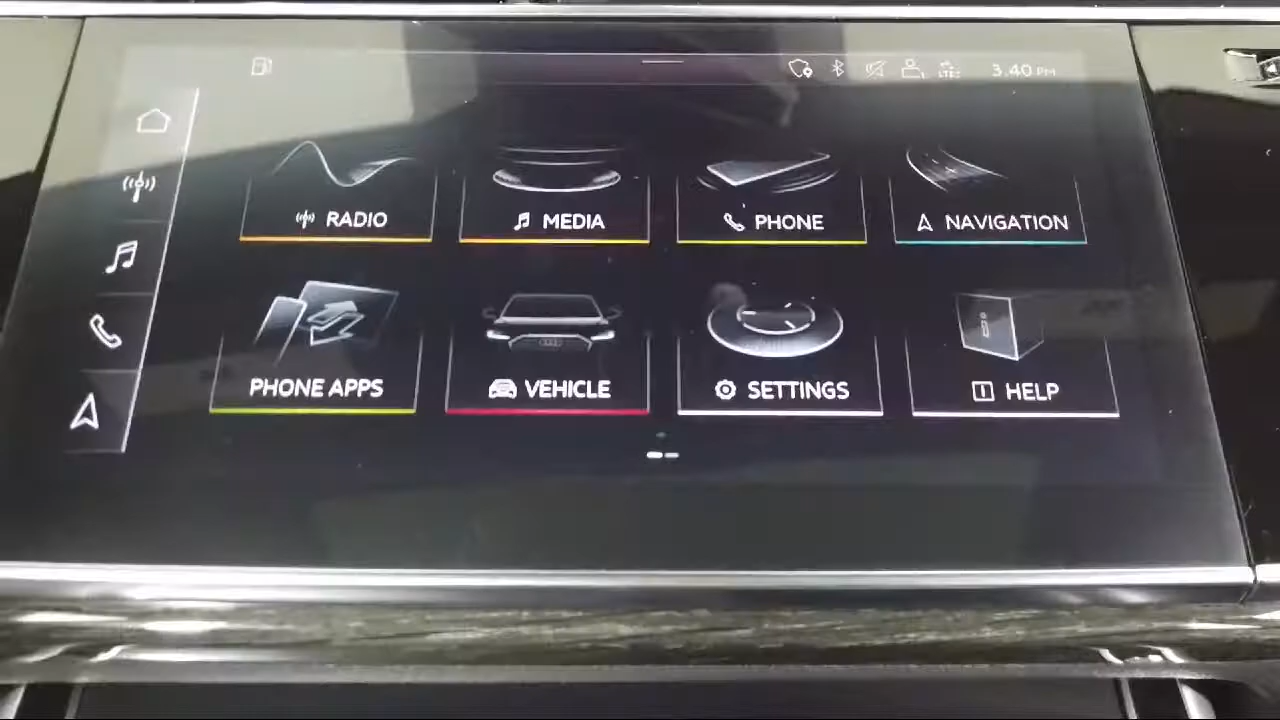 3.40 PM
RADIO
MEDIA
PHONE
NAVIGATION
PHONE APPS
VEHICLE
SETTINGS
HELP